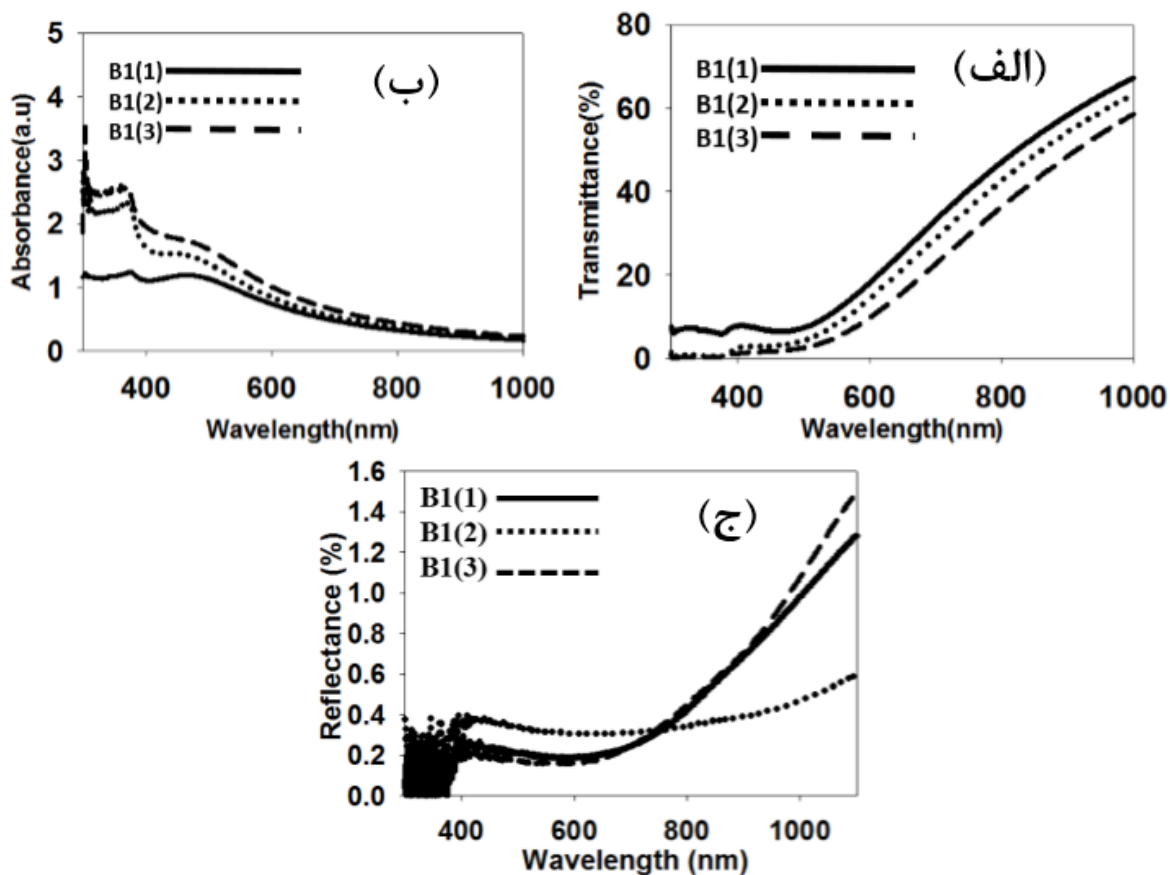 5
4
3
2
1
0
Absorbance(a.u)
B1(1)
B1(2)
B1(3)
(ب)
400 600 800 1000
Wavelength(nm)
80
60
40
20
0
Transmittance(%)
B1(1)
B1(2)
B1(3)
(الف)
400 600 800 1000
Wavelength(nm)
1.6
1.4
1.2
1.0
0.8
0.6
0.4
0.2
0.0
Reflectance (%)
B1(1)
B1(2)
B1(3)
(ج)
400 600 800 1000
Wavelength (nm)